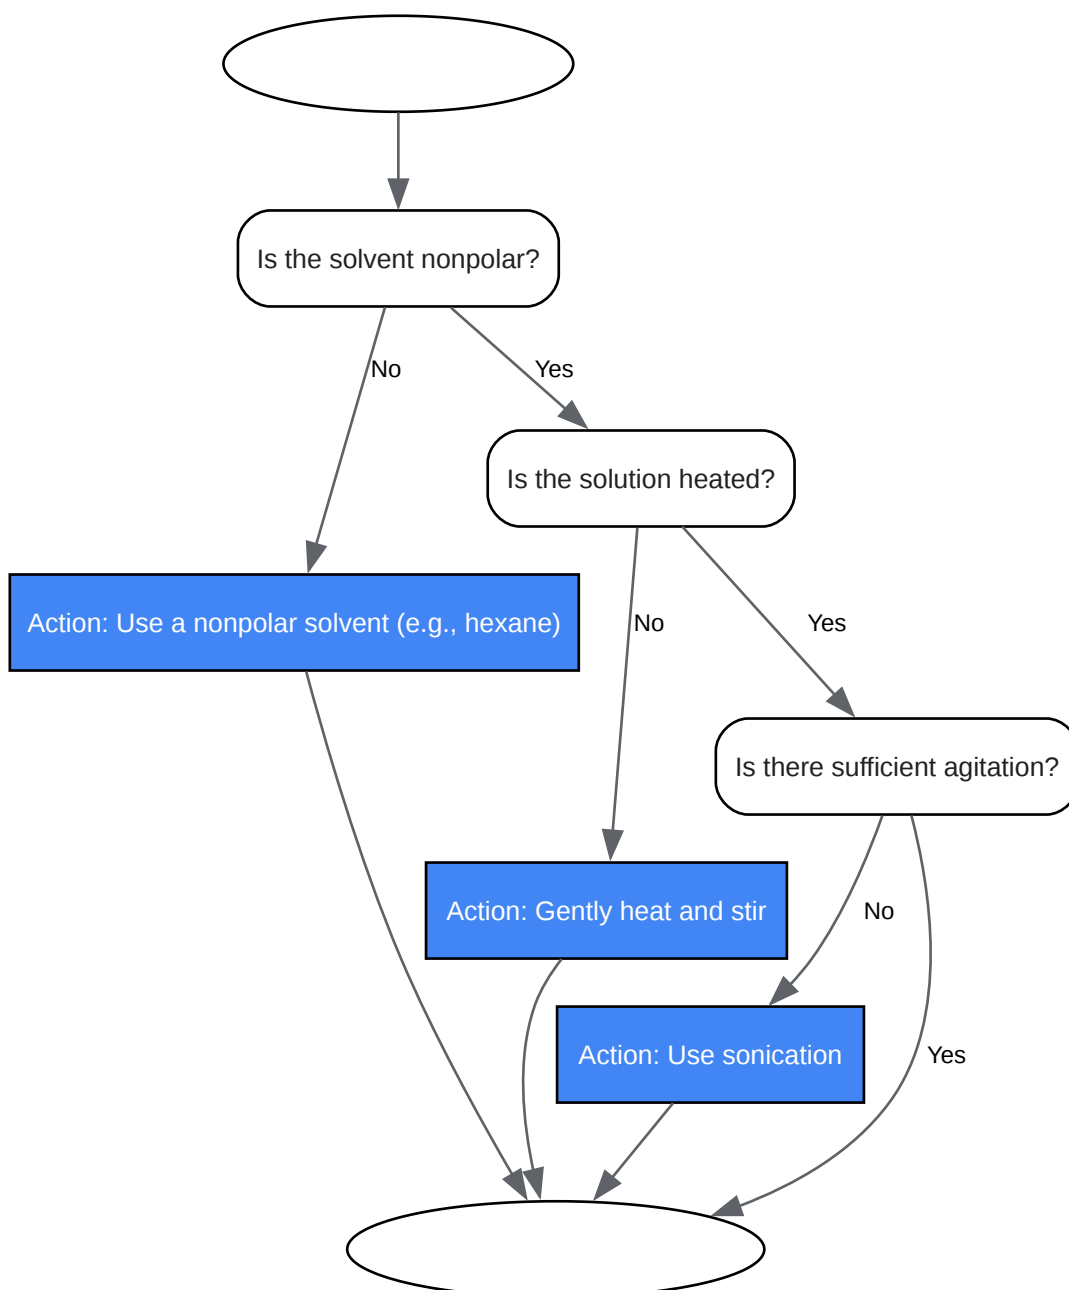 Is the solvent nonpolar?
No
Yes
Is the solution heated?
Action: Use a nonpolar solvent (e.g., hexane)
No
Yes
Is there sufficient agitation?
Action: Gently heat and stir
No
Action: Use sonication
Yes